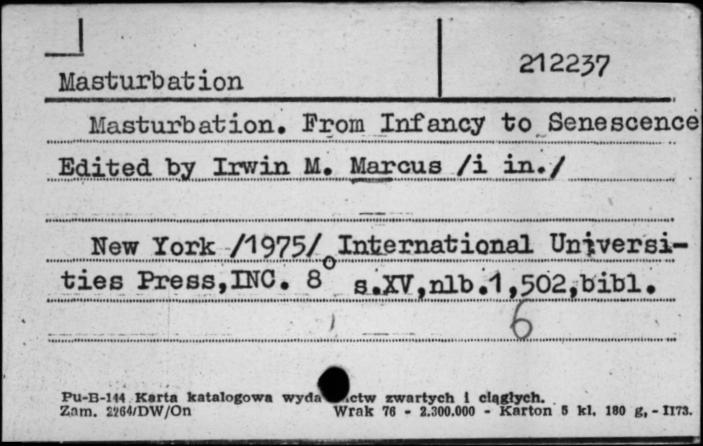 212237
Masturbation
Masturbation. From Infancy to Senescence
Edited by Irwin M. Marcus /i in./
New York /1975/ International Universi-
ties Press,INC. 8° s.XV,nlb.1,502,bibl.
6
Pu-B-144 Karta katalogowa wyda ctw zwartych i ciągłych.
Zam. 2264/DW/On Wrak 76 - 2.300.000 - Karton 5 kl. 180 g, - II73.